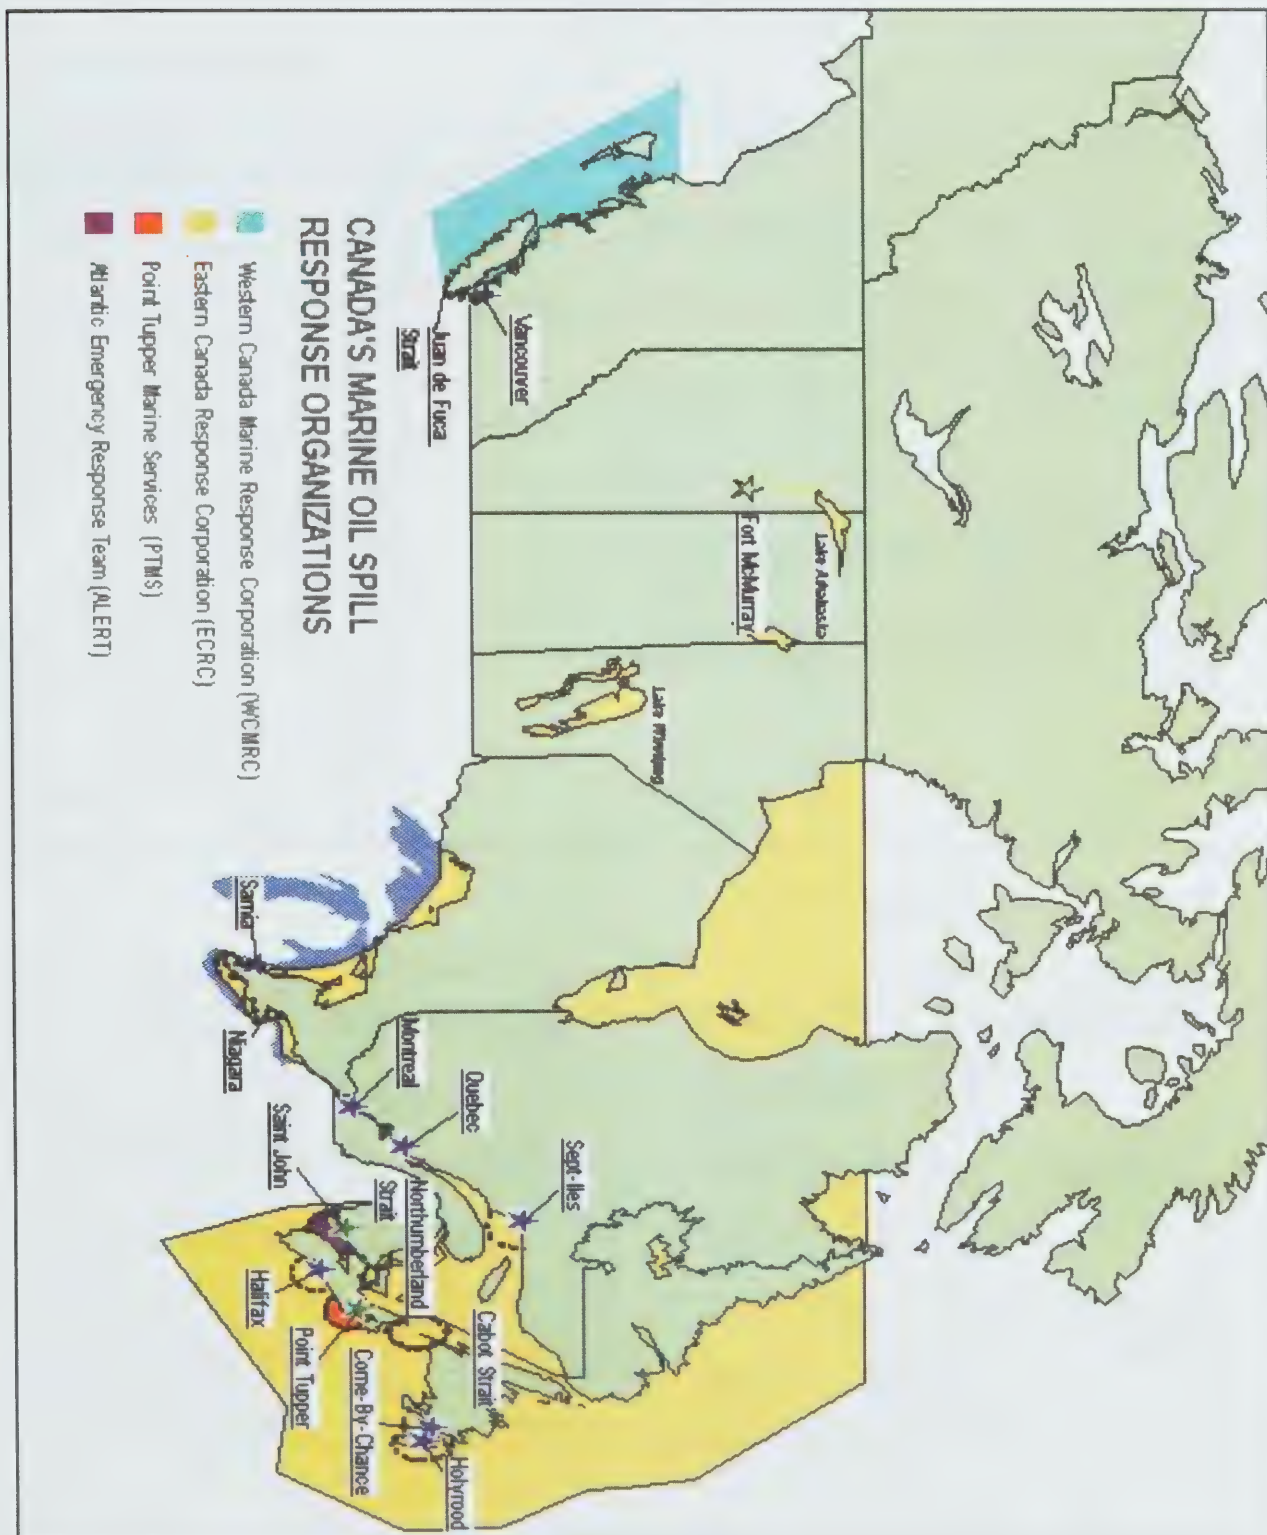 CANADA'S MARINE OIL SPILL
RESPONSE ORGANIZATIONS
Western Canada Marine Response Corporation (WCMRC)
Eastern Canada Response Corporation (ECRC)
Point Tupper Marine Services (PTMS)
Atlantic Emergency Response Team (ALERT)
Vancouver
Juan de Fuca
Strait
Lake Athabaska
Fort McMurray
Lake Winnipeg
Sarnia
Niagara
Montreal
Quebec
Sept-Iles
Saint John
Northumberland
Strait
Halifax
Point Tupper
Cabot Strait
Come-By-Chance
Holyrood